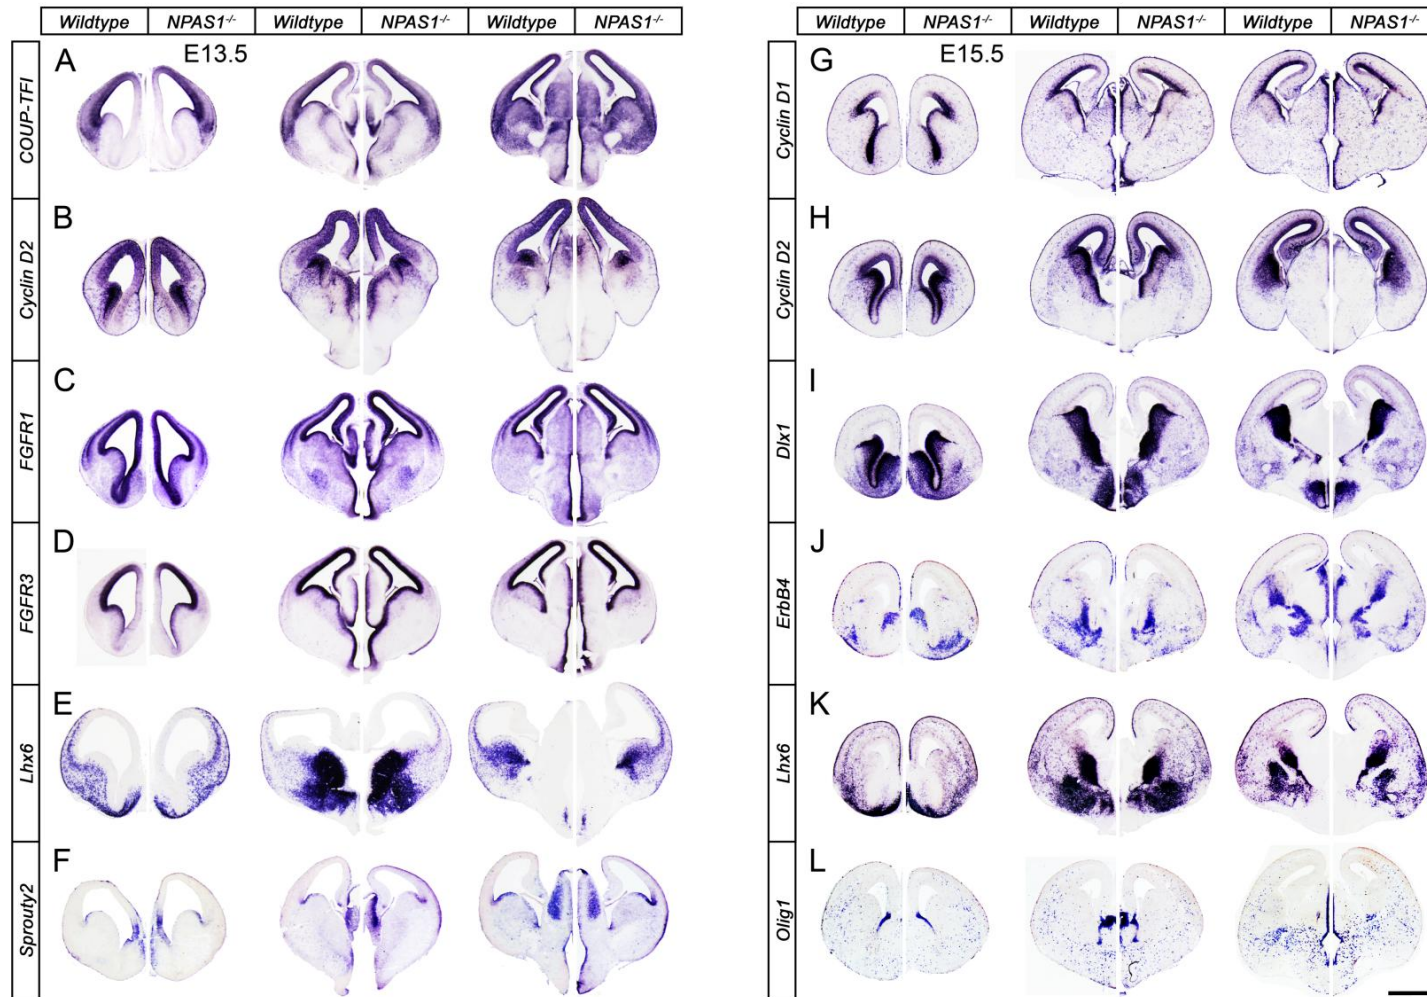 Wildtype NPAS1-/- Wildtype NPAS1-/- Wildtype NPAS1-/-
E13.5
A
COUP-TFI
B
Cyclin D2
C
FGFR1
D
FGFR3
E
Lhx6
F
Sprouty2
Wildtype NPAS1-/- Wildtype NPAS1-/- Wildtype NPAS1-/-
E15.5
G
Cyclin D1
H
Cyclin D2
I
Dlx1
J
ErbB4
K
Lhx6
L
Olig1